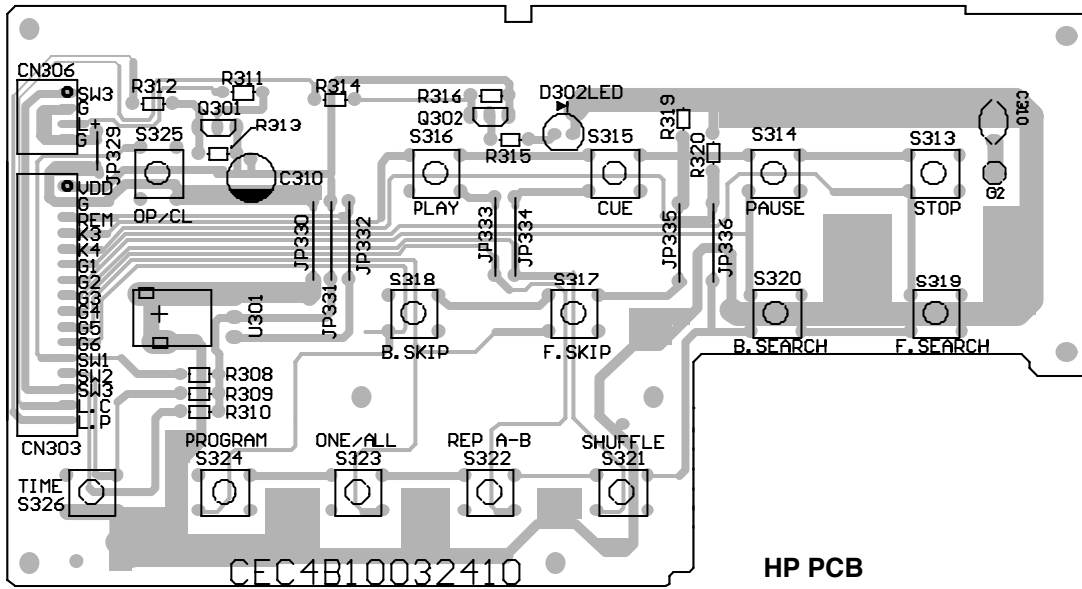 CN306
SW3
G
L+
G
JP329
R312
R311
R314
Q301
R313
S325
OP/CL
C310
R316
Q302
R315
D302LED
S316
PLAY
S315
CUE
R319
R320
S314
PAUSE
S313
STOP
C310
G2
VDD
G
REM
K3
K4
G1
G2
G3
G4
G5
G6
SW1
SW2
SW3
L.C
L.P
CN303
JP330
JP331
JP332
JP333
JP334
JP335
JP336
U301
S318
B.SKIP
S317
F.SKIP
S320
B.SEARCH
S319
F.SEARCH
R308
R309
R310
TIME
S326
PROGRAM
S324
ONE/ALL
S323
REP A-B
S322
SHUFFLE
S321
CEC4B10032410
HP PCB